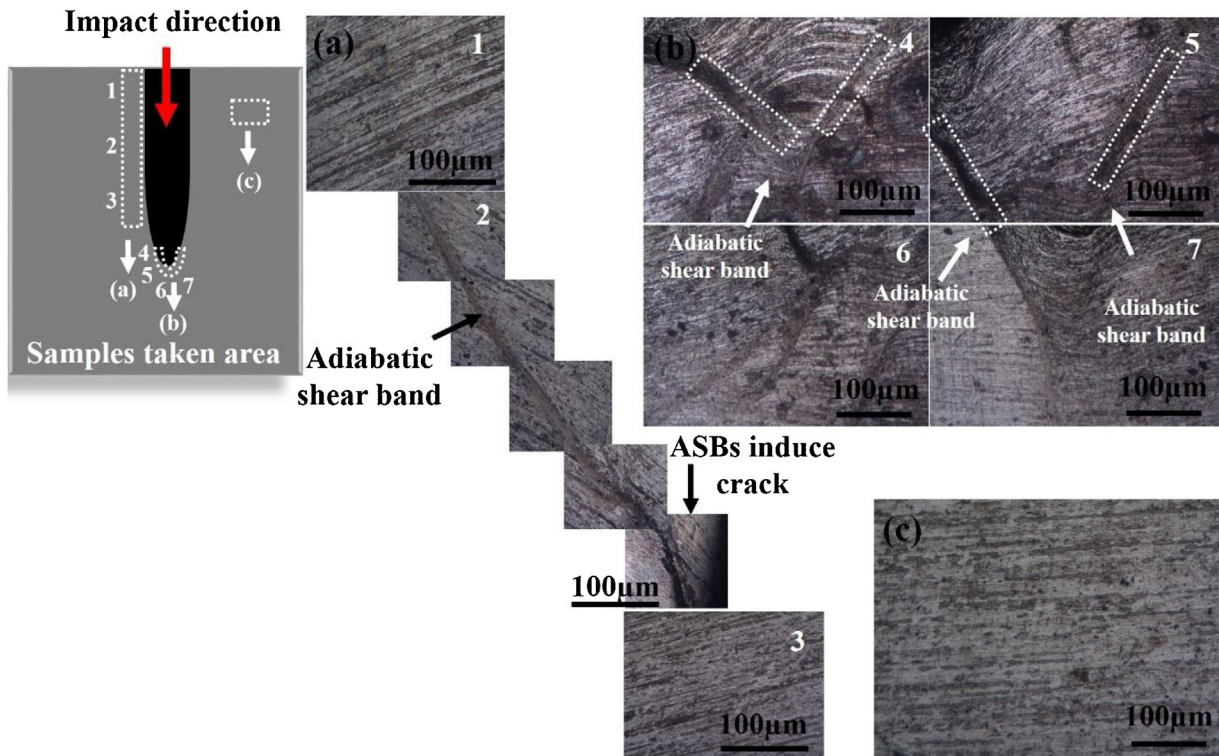 Impact direction
1
2
3
4
5
6
7
(a)
(b)
(c)
Samples taken area
(a)
1
100μm
2
Adiabatic
shear band
ASBs induce
crack
100μm
3
100μm
(b)
4
100μm
Adiabatic
shear band
5
100μm
6
100μm
Adiabatic
shear band
7
Adiabatic
shear band
100μm
(c)
100μm